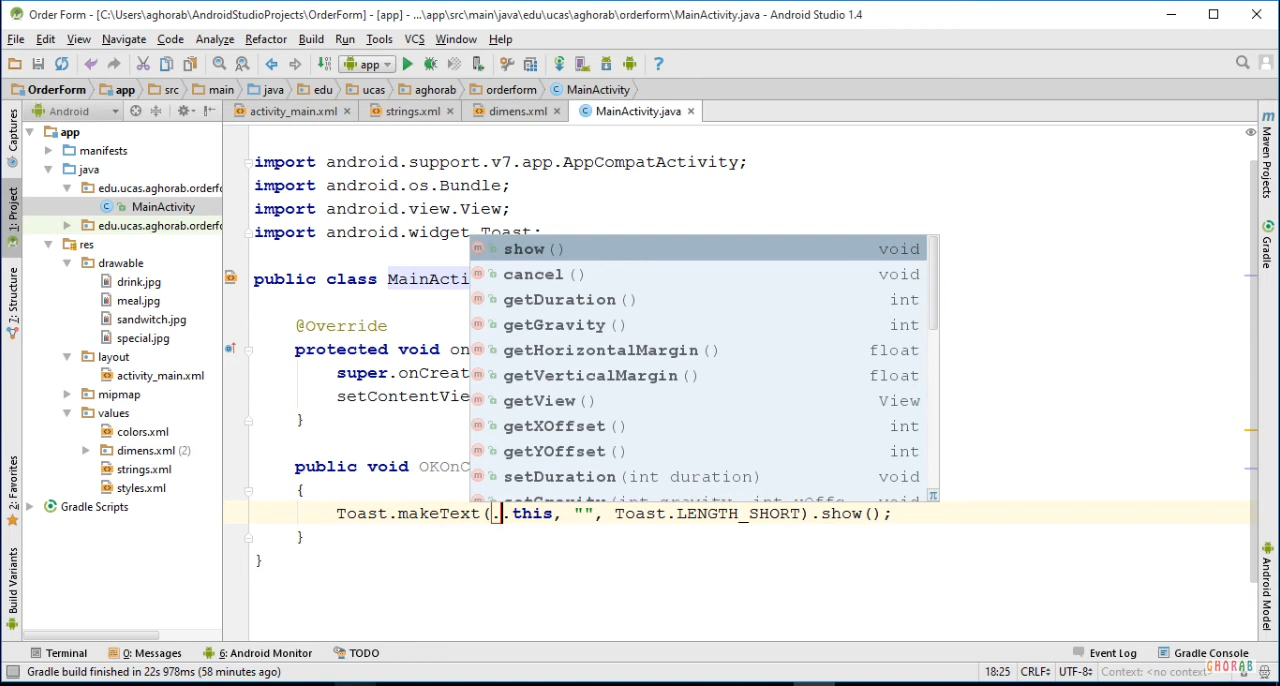 Order Form - [C:\Users\aghorab\AndroidStudioProjects\OrderForm] - [app] - ...\app\src\main\java\edu\ucas\aghorab\orderform\MainActivity.java - Android Studio 1.4
File Edit View Navigate Code Analyze Refactor Build Run Tools VCS Window Help
app
OrderForm app src main java edu ucas aghorab orderform MainActivity
Android
activity_main.xml strings.xml dimens.xml MainActivity.java
Captures
1: Project
7: Structure
2: Favorites
Build Variants
app
manifests
java
edu.ucas.aghorab.orderfo
MainActivity
edu.ucas.aghorab.orderfo
res
drawable
drink.jpg
meal.jpg
sandwitch.jpg
special.jpg
layout
activity_main.xml
mipmap
values
colors.xml
dimens.xml (2)
strings.xml
styles.xml
Gradle Scripts
import android.support.v7.app.AppCompatActivity;
import android.os.Bundle;
import android.view.View;
import android.widget.Toast;
public class MainActi
@Override
protected void on
super.onCreat
setContentVie
}
public void OKOnC
{
Toast.makeText(..this, "", Toast.LENGTH_SHORT).show();
}
}
show() void
cancel() void
getDuration() int
getGravity() int
getHorizontalMargin() float
getVerticalMargin() float
getView() View
getXOffset() int
getYOffset() int
setDuration(int duration) void
setGravity(int gravity, int xOffs void
π
m
Maven Projects
Gradle
Android Model
Terminal 0: Messages 6: Android Monitor TODO Event Log Gradle Console
Gradle build finished in 22s 978ms (58 minutes ago) 18:25 CRLF UTF-8 Context: <no context>
GHORAB